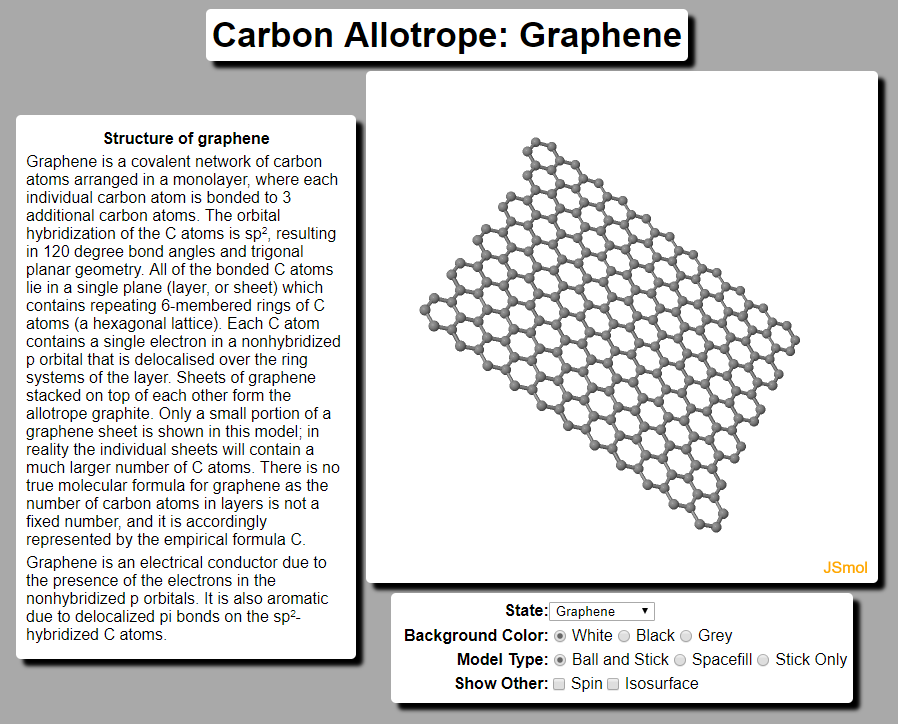 Carbon Allotrope: Graphene
Structure of graphene
Graphene is a covalent network of carbon
atoms arranged in a monolayer, where each
individual carbon atom is bonded to 3
additional carbon atoms. The orbital
hybridization of the C atoms is sp², resulting
in 120 degree bond angles and trigonal
planar geometry. All of the bonded C atoms
lie in a single plane (layer, or sheet) which
contains repeating 6-membered rings of C
atoms (a hexagonal lattice). Each C atom
contains a single electron in a nonhybridized
p orbital that is delocalised over the ring
systems of the layer. Sheets of graphene
stacked on top of each other form the
allotrope graphite. Only a small portion of a
graphene sheet is shown in this model; in
reality the individual sheets will contain a
much larger number of C atoms. There is no
true molecular formula for graphene as the
number of carbon atoms in layers is not a
fixed number, and it is accordingly
represented by the empirical formula C.
Graphene is an electrical conductor due to
the presence of the electrons in the
nonhybridized p orbitals. It is also aromatic
due to delocalized pi bonds on the sp²-
hybridized C atoms.
JSmol
State: Graphene
Background Color: White Black Grey
Model Type: Ball and Stick Spacefill Stick Only
Show Other: Spin Isosurface